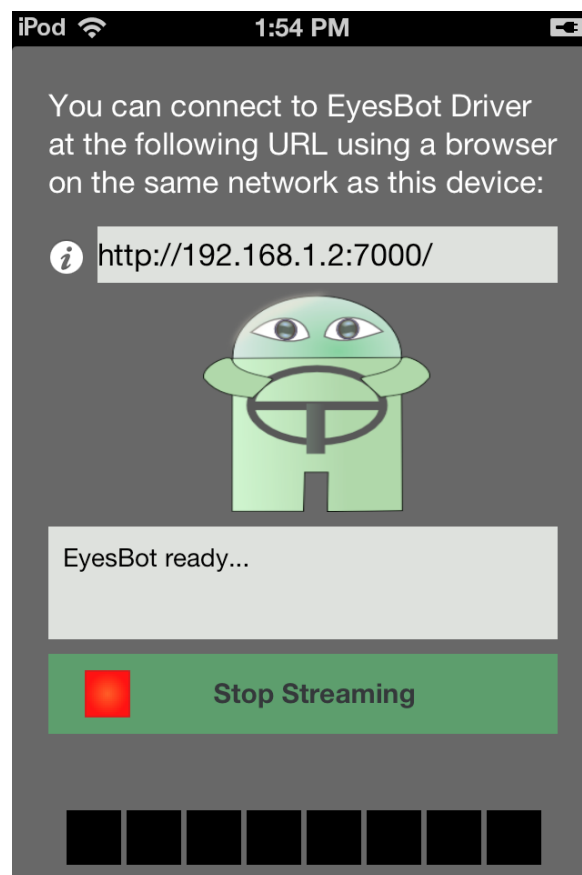 iPod 1:54 PM
You can connect to EyesBot Driver
at the following URL using a browser
on the same network as this device:
i http://192.168.1.2:7000/
EyesBot ready...
Stop Streaming